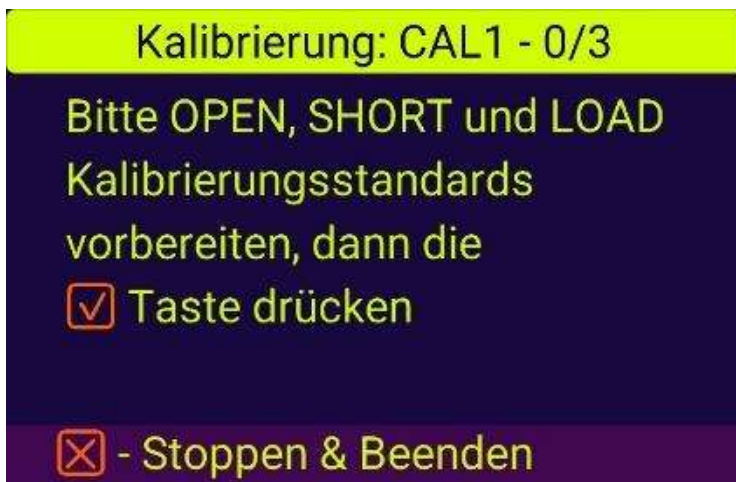 Kalibrierung: CAL1 - 0/3
Bitte OPEN, SHORT und LOAD
Kalibrierungsstandards
vorbereiten, dann die
Taste drücken
- Stoppen & Beenden